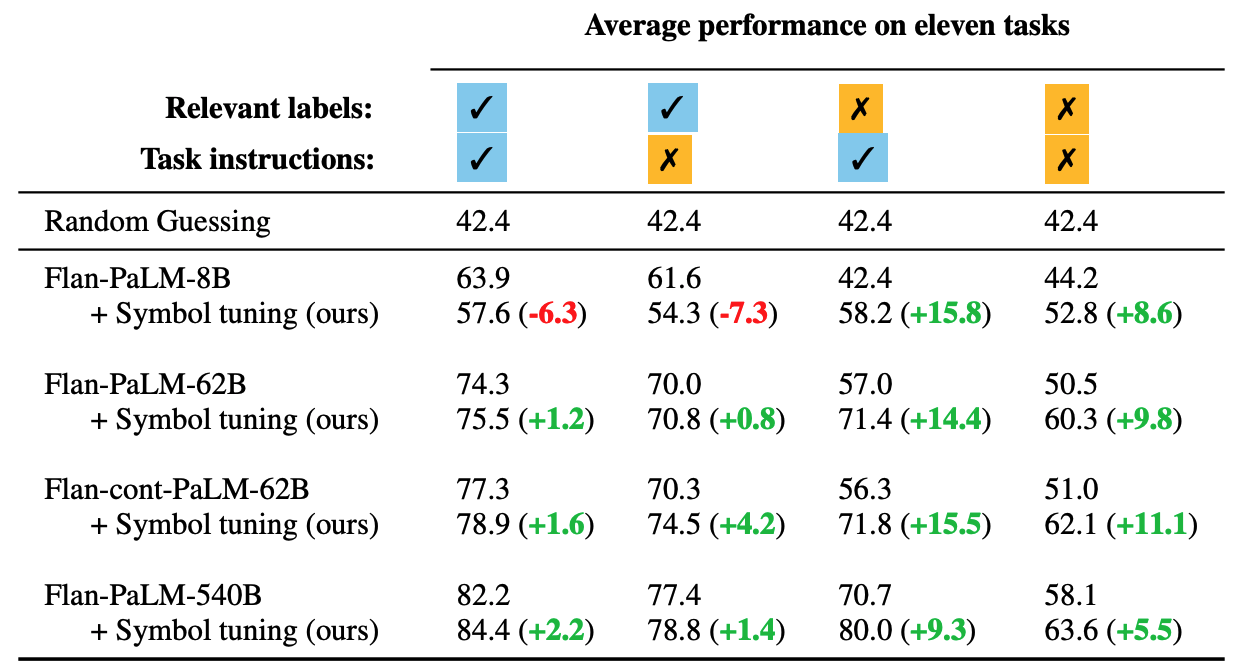 Average performance on eleven tasks
Relevant labels: ✓ ✓ ✗ ✗
Task instructions: ✓ ✗ ✓ ✗
Random Guessing 42.4 42.4 42.4 42.4
Flan-PaLM-8B 63.9 61.6 42.4 44.2
+ Symbol tuning (ours) 57.6 (-6.3) 54.3 (-7.3) 58.2 (+15.8) 52.8 (+8.6)
Flan-PaLM-62B 74.3 70.0 57.0 50.5
+ Symbol tuning (ours) 75.5 (+1.2) 70.8 (+0.8) 71.4 (+14.4) 60.3 (+9.8)
Flan-cont-PaLM-62B 77.3 70.3 56.3 51.0
+ Symbol tuning (ours) 78.9 (+1.6) 74.5 (+4.2) 71.8 (+15.5) 62.1 (+11.1)
Flan-PaLM-540B 82.2 77.4 70.7 58.1
+ Symbol tuning (ours) 84.4 (+2.2) 78.8 (+1.4) 80.0 (+9.3) 63.6 (+5.5)